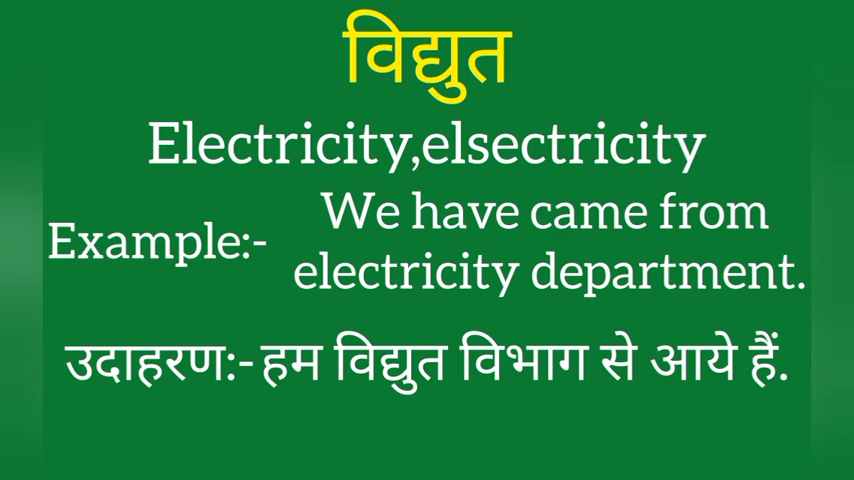 विद्युत
Electricity,elsectricity
Example:- We have came from
electricity department.
उदाहरण:- हम विद्युत विभाग से आये हैं.